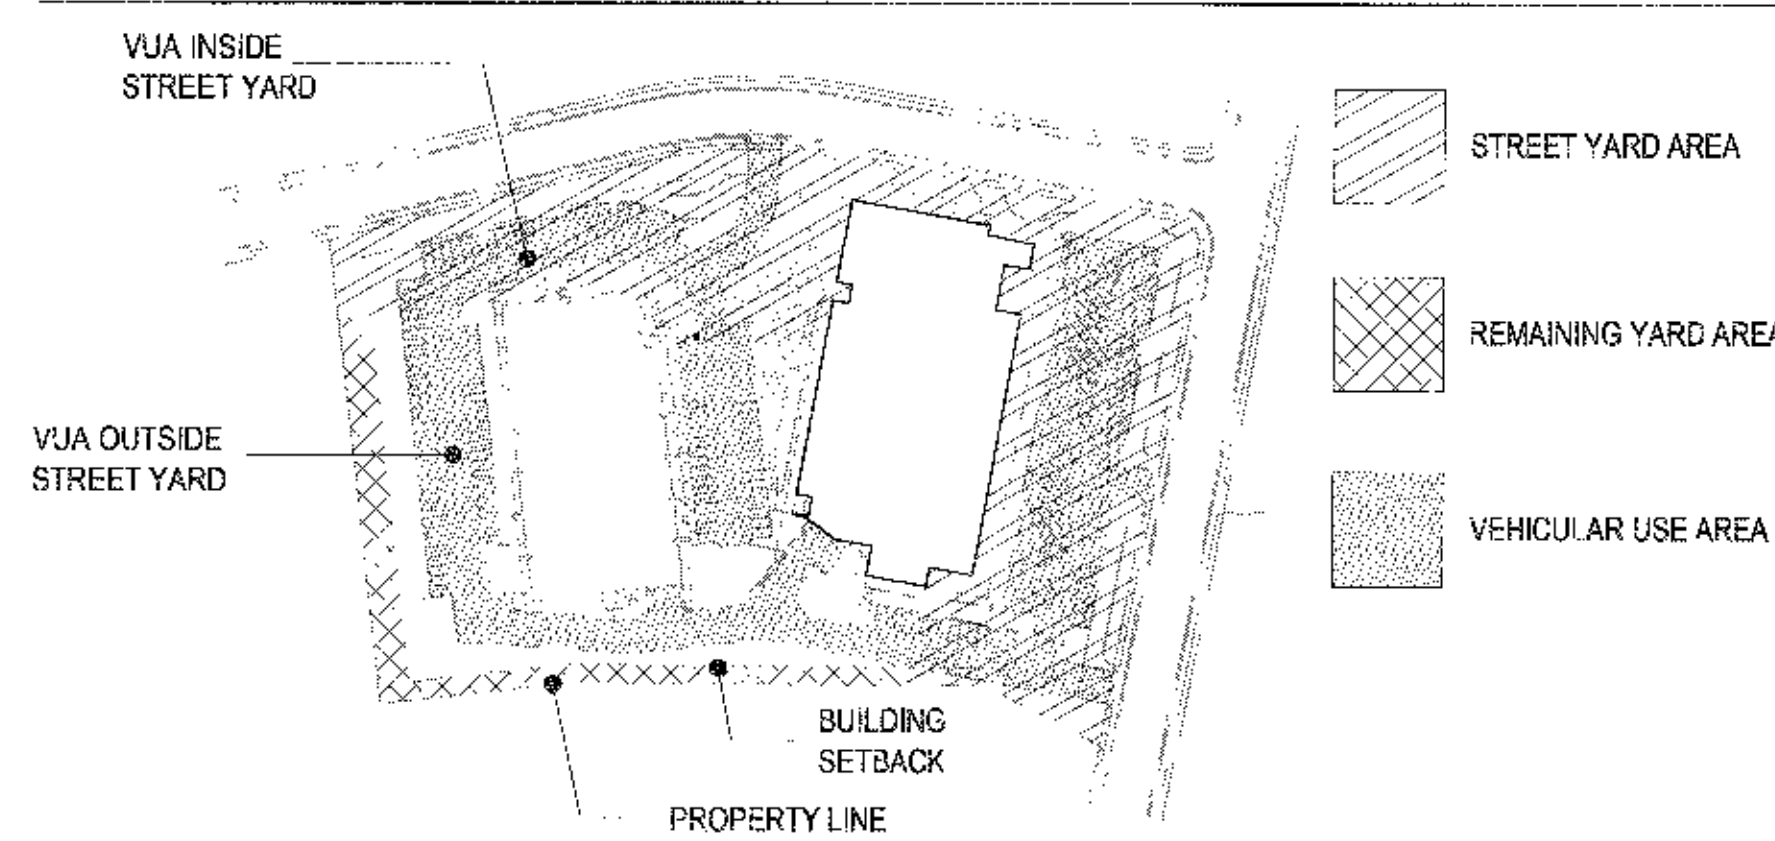 VUA INSIDE
STREET YARD
STREET YARD AREA
REMAINING YARD AREA
VUA OUTSIDE
STREET YARD
VEHICULAR USE AREA
BUILDING
SETBACK
PROPERTY LINE